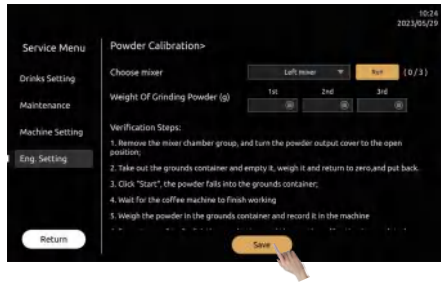 10:24
2023/05/29
Service Menu
Powder Calibration>
Drinks Setting
Choose mixer
Left mixer
Run
(0/3)
Maintenance
Weight Of Grinding Powder (g)
1st
2nd
3rd
Machine Setting
Verification Steps:
1. Remove the mixer chamber group, and turn the powder output cover to the open
position;
Eng. Setting
2. Take out the grounds container and empty it, weigh it and return to zero,and put back.
3. Click "Start", the powder falls into the grounds container;
4. Wait for the coffee machine to finish working
5. Weigh the powder in the grounds container and record it in the machine
Return
Save